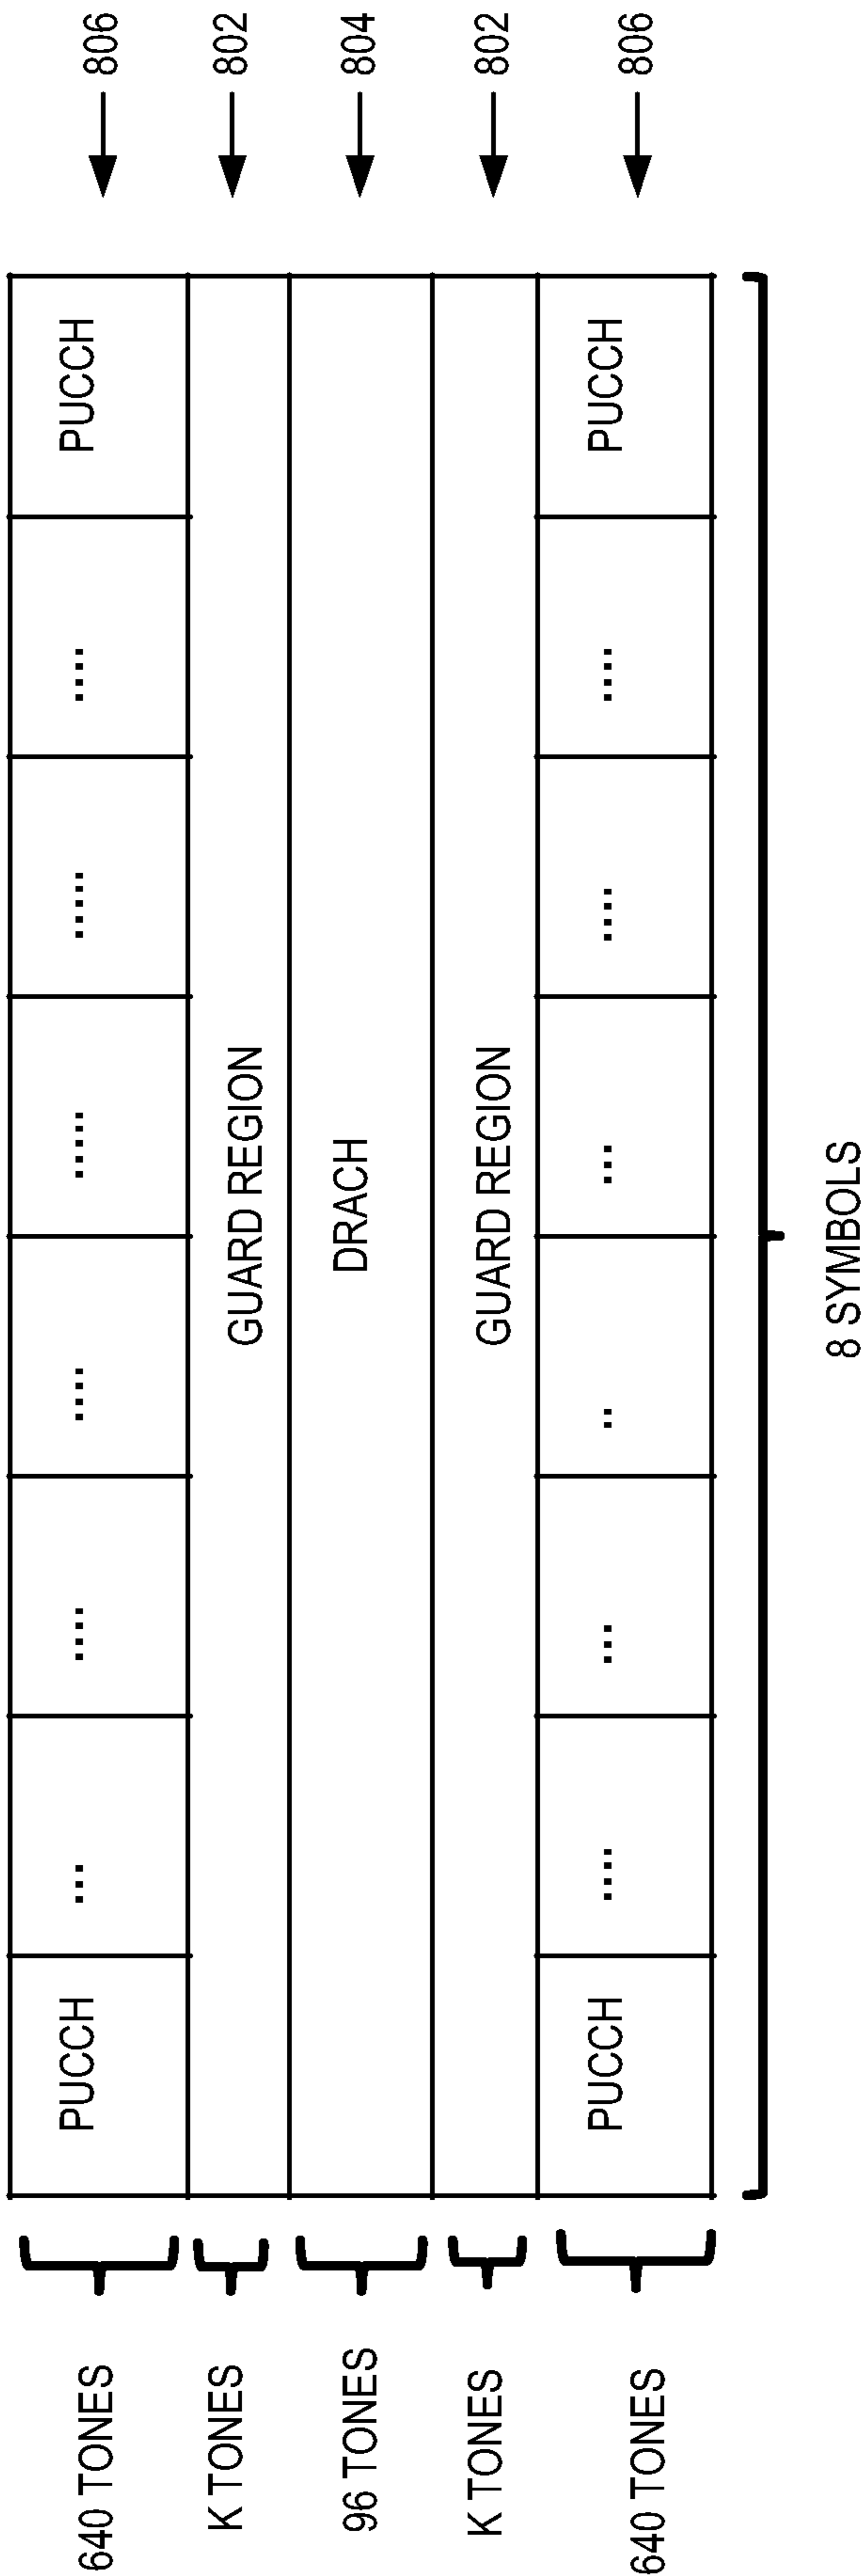 640 TONES PUCCH ... .... .... ..... ..... .... PUCCH 806
K TONES GUARD REGION 802
96 TONES DRACH 804
K TONES GUARD REGION 802
640 TONES PUCCH .... ... .. ... .... .... PUCCH 806
8 SYMBOLS